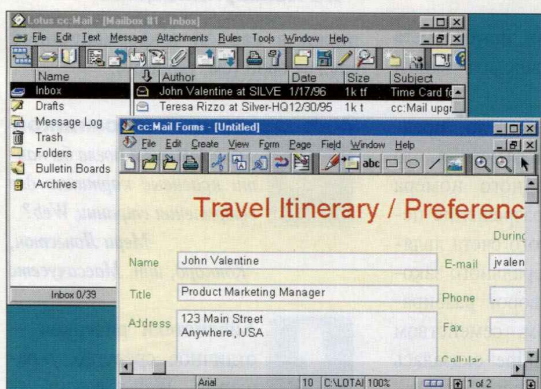 Lotus cc:Mail - [Mailbox #1 - Inbox]
File Edit Text Message Attachments Rules Tools Window Help
Name Author Date Size Subject
Inbox John Valentine at SILVE 1/17/96 1k tf Time Card fo
Drafts Teresa Rizzo at Silver-HQ 12/30/95 1k t cc:Mail upgr
Message Log
Trash
Folders
Bulletin Boards
Archives
Inbox 0/39
cc:Mail Forms - [Untitled]
File Edit Create View Form Page Field Window Help
abc
Travel Itinerary / Preferenc
During
Name John Valentine E-mail jvalen
Title Product Marketing Manager Phone
Address 123 Main Street Fax
Anywhere, USA
Cellular
Arial 10 C:\LOTA 100% 1 of 2